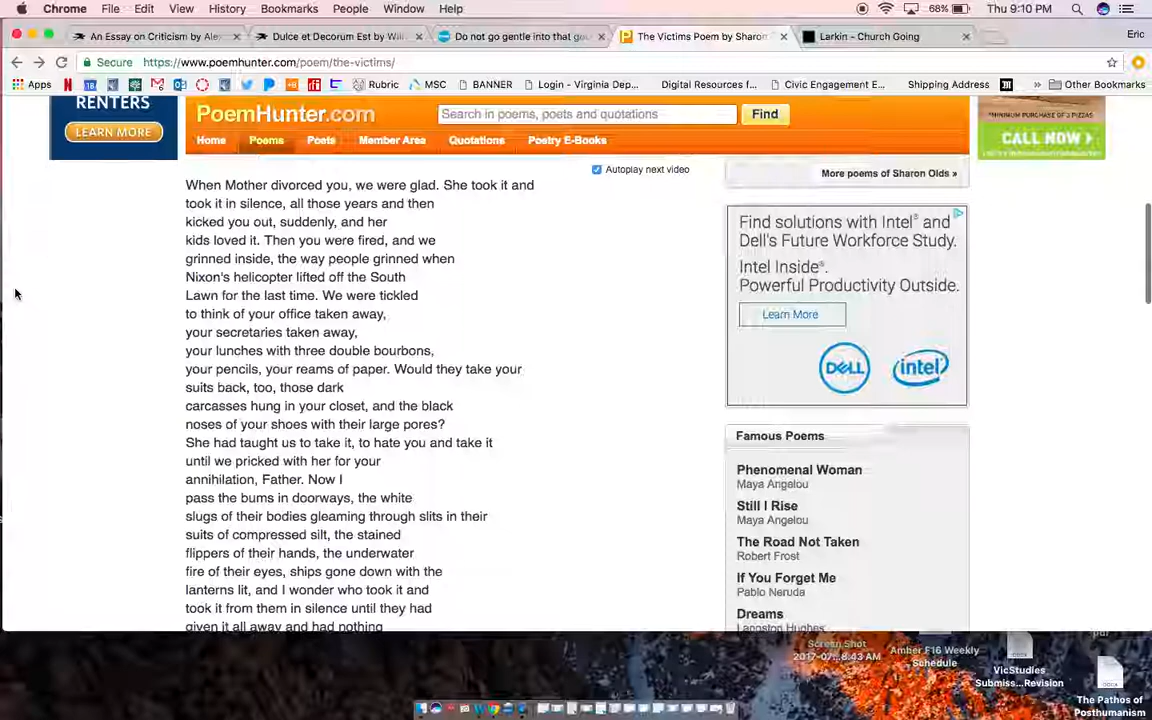 Chrome File Edit View History Bookmarks People Window Help 68% Thu 9:10 PM
An Essay on Criticism by Ale
Dulce et Decorum Est by Wil
Do not go gentle into that go
The Victims Poem by Sharon
Larkin - Church Going
Eric
Secure https://www.poemhunter.com/poem/the-victims/
Apps Rubric MSC BANNER Login - Virginia Dep... Digital Resources f... Civic Engagement E... Shipping Address » Other Bookmarks
RENTERS
LEARN MORE
PoemHunter.com
Search in poems, poets and quotations
Find
Home Poems Poets Member Area Quotations Poetry E-Books
*MINIMUM PURCHASE OF 3 PIZZAS
CALL NOW
Autoplay next video
More poems of Sharon Olds »
When Mother divorced you, we were glad. She took it and
took it in silence, all those years and then
kicked you out, suddenly, and her
kids loved it. Then you were fired, and we
grinned inside, the way people grinned when
Nixon's helicopter lifted off the South
Lawn for the last time. We were tickled
to think of your office taken away,
your secretaries taken away,
your lunches with three double bourbons,
your pencils, your reams of paper. Would they take your
suits back, too, those dark
carcasses hung in your closet, and the black
noses of your shoes with their large pores?
She had taught us to take it, to hate you and take it
until we pricked with her for your
annihilation, Father. Now I
pass the bums in doorways, the white
slugs of their bodies gleaming through slits in their
suits of compressed silt, the stained
flippers of their hands, the underwater
fire of their eyes, ships gone down with the
lanterns lit, and I wonder who took it and
took it from them in silence until they had
given it all away and had nothing
Find solutions with Intel® and
Dell's Future Workforce Study.
Intel Inside®.
Powerful Productivity Outside.
Learn More
DELL
intel
Famous Poems
Phenomenal Woman
Maya Angelou
Still I Rise
Maya Angelou
The Road Not Taken
Robert Frost
If You Forget Me
Pablo Neruda
Dreams
Langston Hughes
Screen Shot
2017-07...8.43 AM
Amber F16 Weekly
Schedule
pdf
VicStudies
Submiss...Revision
The Pathos of
Posthumanism